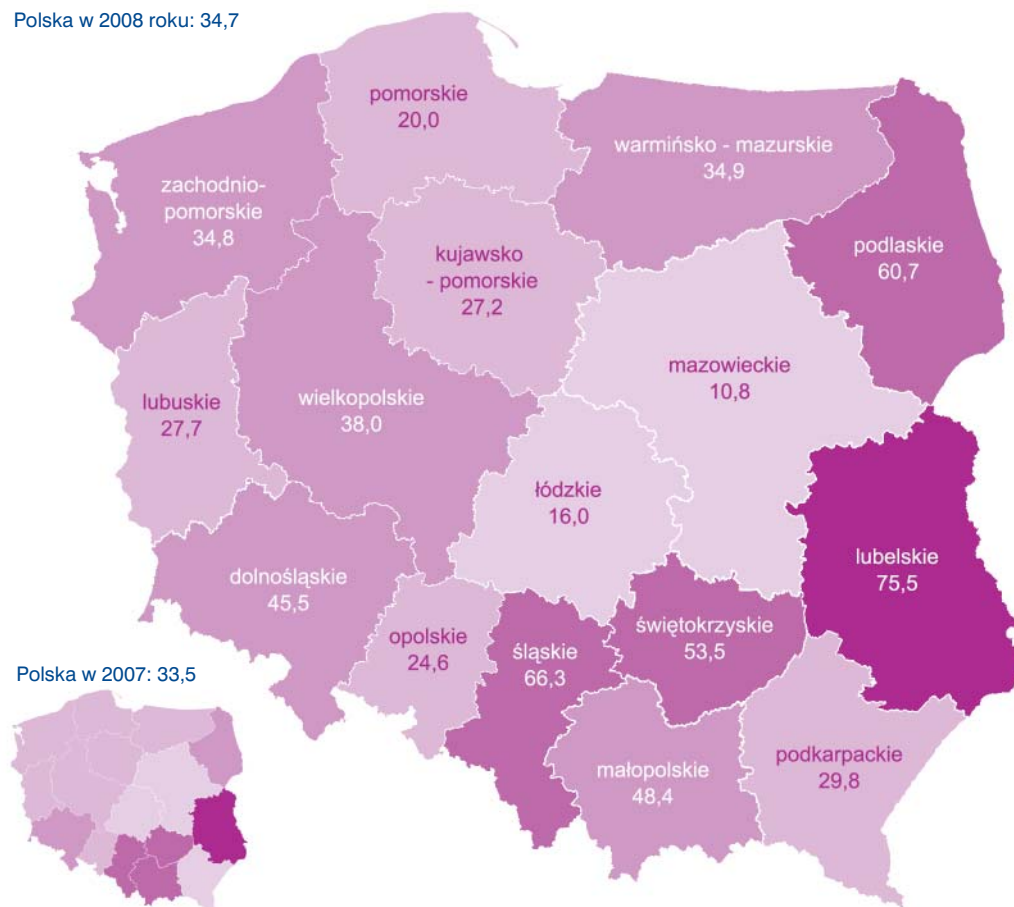 Polska w 2008 roku: 34,7
pomorskie
20,0
warmińsko - mazurskie
34,9
zachodnio-
pomorskie
34,8
podlaskie
60,7
kujawsko
- pomorskie
27,2
mazowieckie
10,8
lubuskie
27,7
wielkopolskie
38,0
łódzkie
16,0
lubelskie
75,5
dolnośląskie
45,5
opolskie
24,6
śląskie
66,3
świętokrzyskie
53,5
Polska w 2007: 33,5
małopolskie
48,4
podkarpackie
29,8